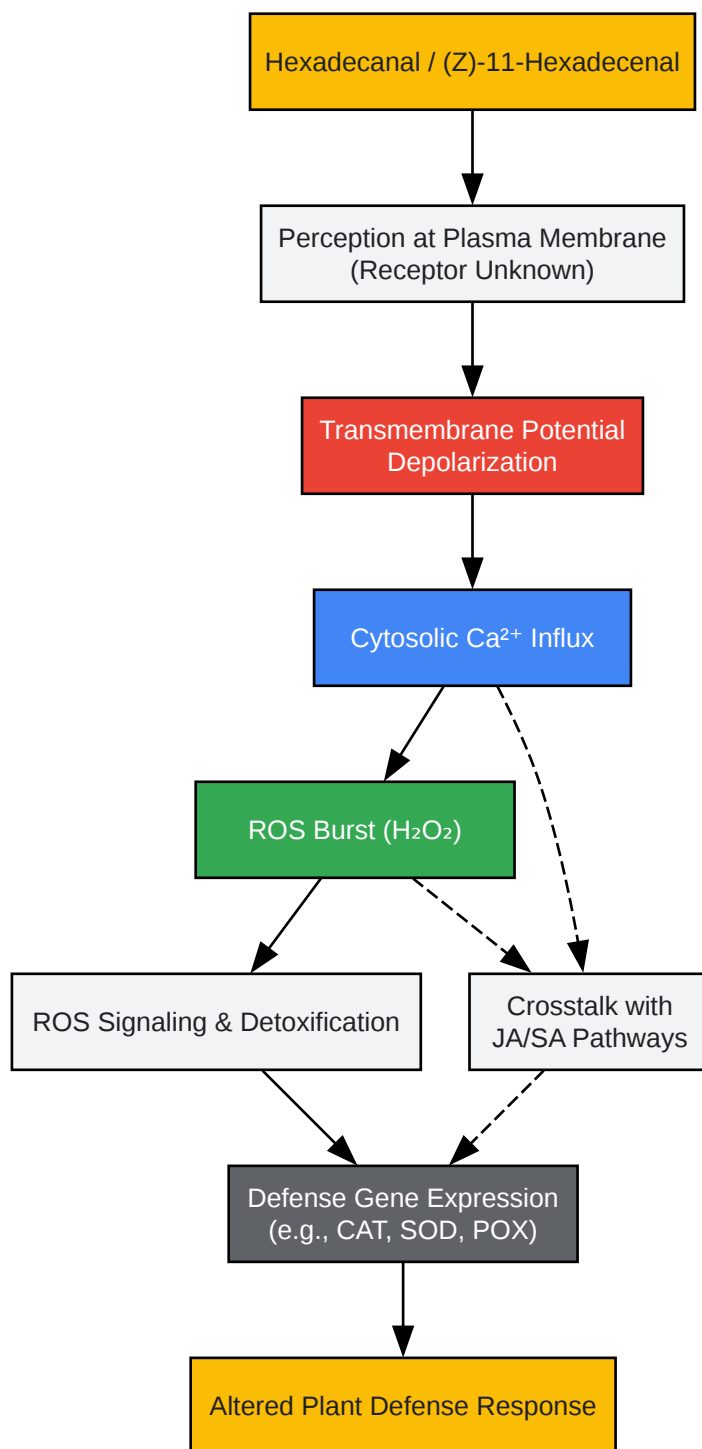 Hexadecanal / (Z)-11-Hexadecenal
Perception at Plasma Membrane
(Receptor Unknown)
Transmembrane Potential
Depolarization
Cytosolic Ca²⁺ Influx
ROS Burst (H₂O₂)
ROS Signaling & Detoxification
Crosstalk with
JA/SA Pathways
Defense Gene Expression
(e.g., CAT, SOD, POX)
Altered Plant Defense Response